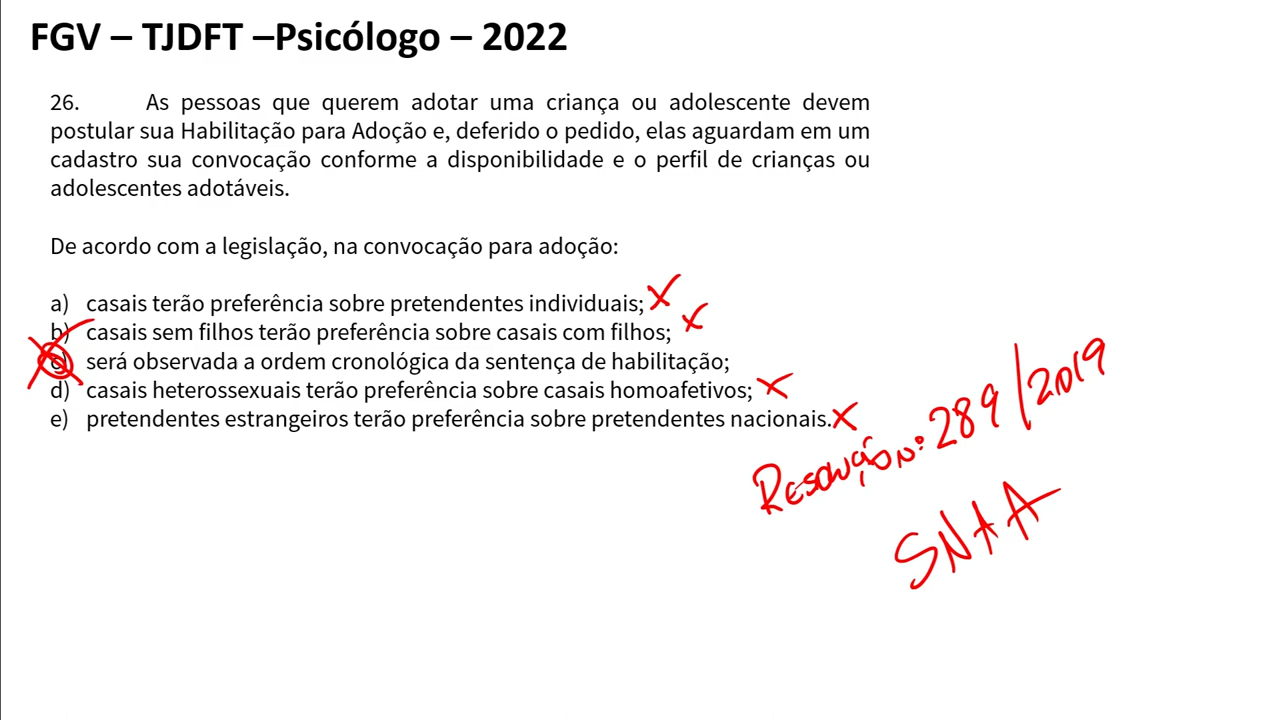 FGV – TJDFT –Psicólogo – 2022
26. As pessoas que querem adotar uma criança ou adolescente devem
postular sua Habilitação para Adoção e, deferido o pedido, elas aguardam em um
cadastro sua convocação conforme a disponibilidade e o perfil de crianças ou
adolescentes adotáveis.
De acordo com a legislação, na convocação para adoção:
a) casais terão preferência sobre pretendentes individuais;
b) casais sem filhos terão preferência sobre casais com filhos;
c) será observada a ordem cronológica da sentença de habilitação;
d) casais heterossexuais terão preferência sobre casais homoafetivos;
e) pretendentes estrangeiros terão preferência sobre pretendentes nacionais.
Resolução nº: 289/2019
SNAA